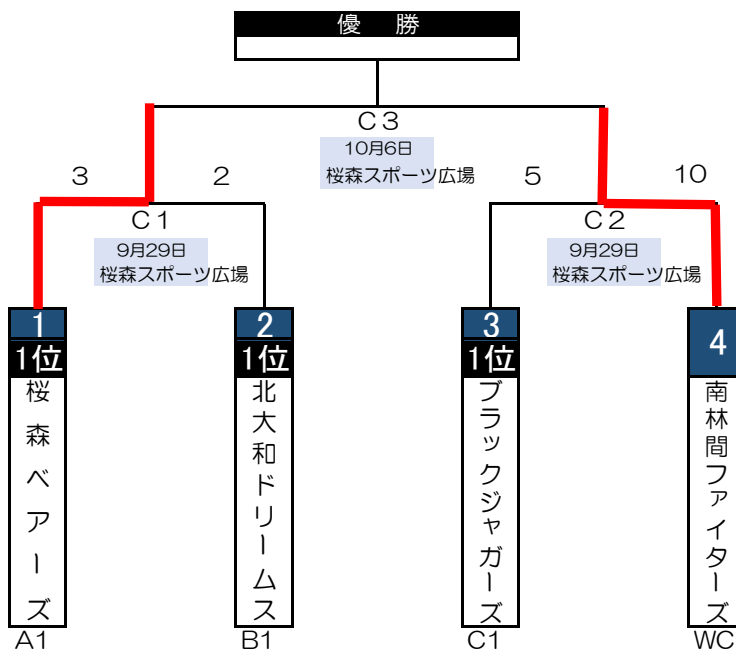 優 勝
C3
10月6日
桜森スポーツ広場
3
2
5
10
C1
C2
9月29日
桜森スポーツ広場
9月29日
桜森スポーツ広場
1
2
3
4
1位
1位
1位
桜森ベアーズ
北大和ドリームス
ブラックジャガーズ
南林間ファイターズ
A1
B1
C1
WC